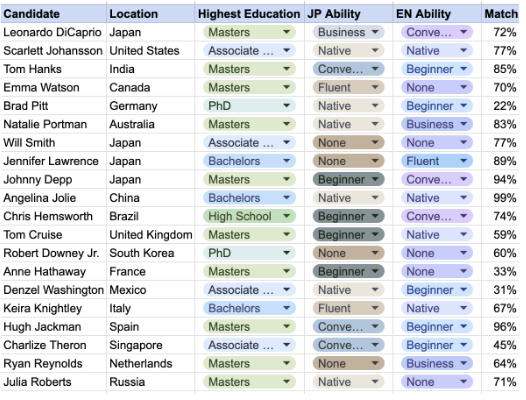 Candidate Location Highest Education JP Ability EN Ability Match
Leonardo DiCaprio Japan Masters Business Conve... 72%
Scarlett Johansson United States Associate ... Native Native 77%
Tom Hanks India Masters Conve... Beginner 85%
Emma Watson Canada Masters Fluent None 70%
Brad Pitt Germany PhD Native Beginner 22%
Natalie Portman Australia Masters Native Business 83%
Will Smith Japan Associate ... None None 77%
Jennifer Lawrence Japan Bachelors None Fluent 89%
Johnny Depp Japan Masters Beginner Conve... 94%
Angelina Jolie China Bachelors Native Native 99%
Chris Hemsworth Brazil High School Beginner Conve... 74%
Tom Cruise United Kingdom Masters Beginner Native 59%
Robert Downey Jr. South Korea PhD None None 60%
Anne Hathaway France Masters Beginner None 33%
Denzel Washington Mexico Associate ... Native Beginner 31%
Keira Knightley Italy Bachelors Fluent Native 67%
Hugh Jackman Spain Masters Conve... Beginner 96%
Charlize Theron Singapore Associate ... Conve... Beginner 45%
Ryan Reynolds Netherlands Masters None Business 64%
Julia Roberts Russia Masters Native None 71%